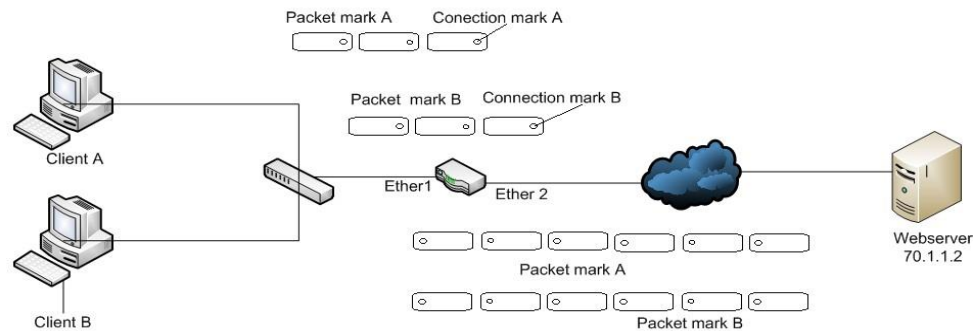 Packet mark A
Conection mark A
Packet mark B
Connection mark B
Client A
Ether1
Ether 2
Webserver
70.1.1.2
Packet mark A
Client B
Packet mark B